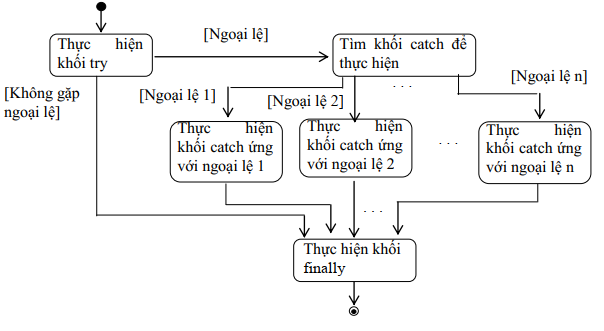 Thực hiện
khối try
[Ngoại lệ]
Tìm khối catch để
thực hiện
[Không gặp
ngoại lệ]
[Ngoại lệ 1]
[Ngoại lệ 2]
. . .
[Ngoại lệ n]
Thực hiện
khối catch ứng
với ngoại lệ 1
Thực hiện
khối catch ứng
với ngoại lệ 2
. . .
Thực hiện
khối catch ứng
với ngoại lệ n
. . .
Thực hiện khối
finally